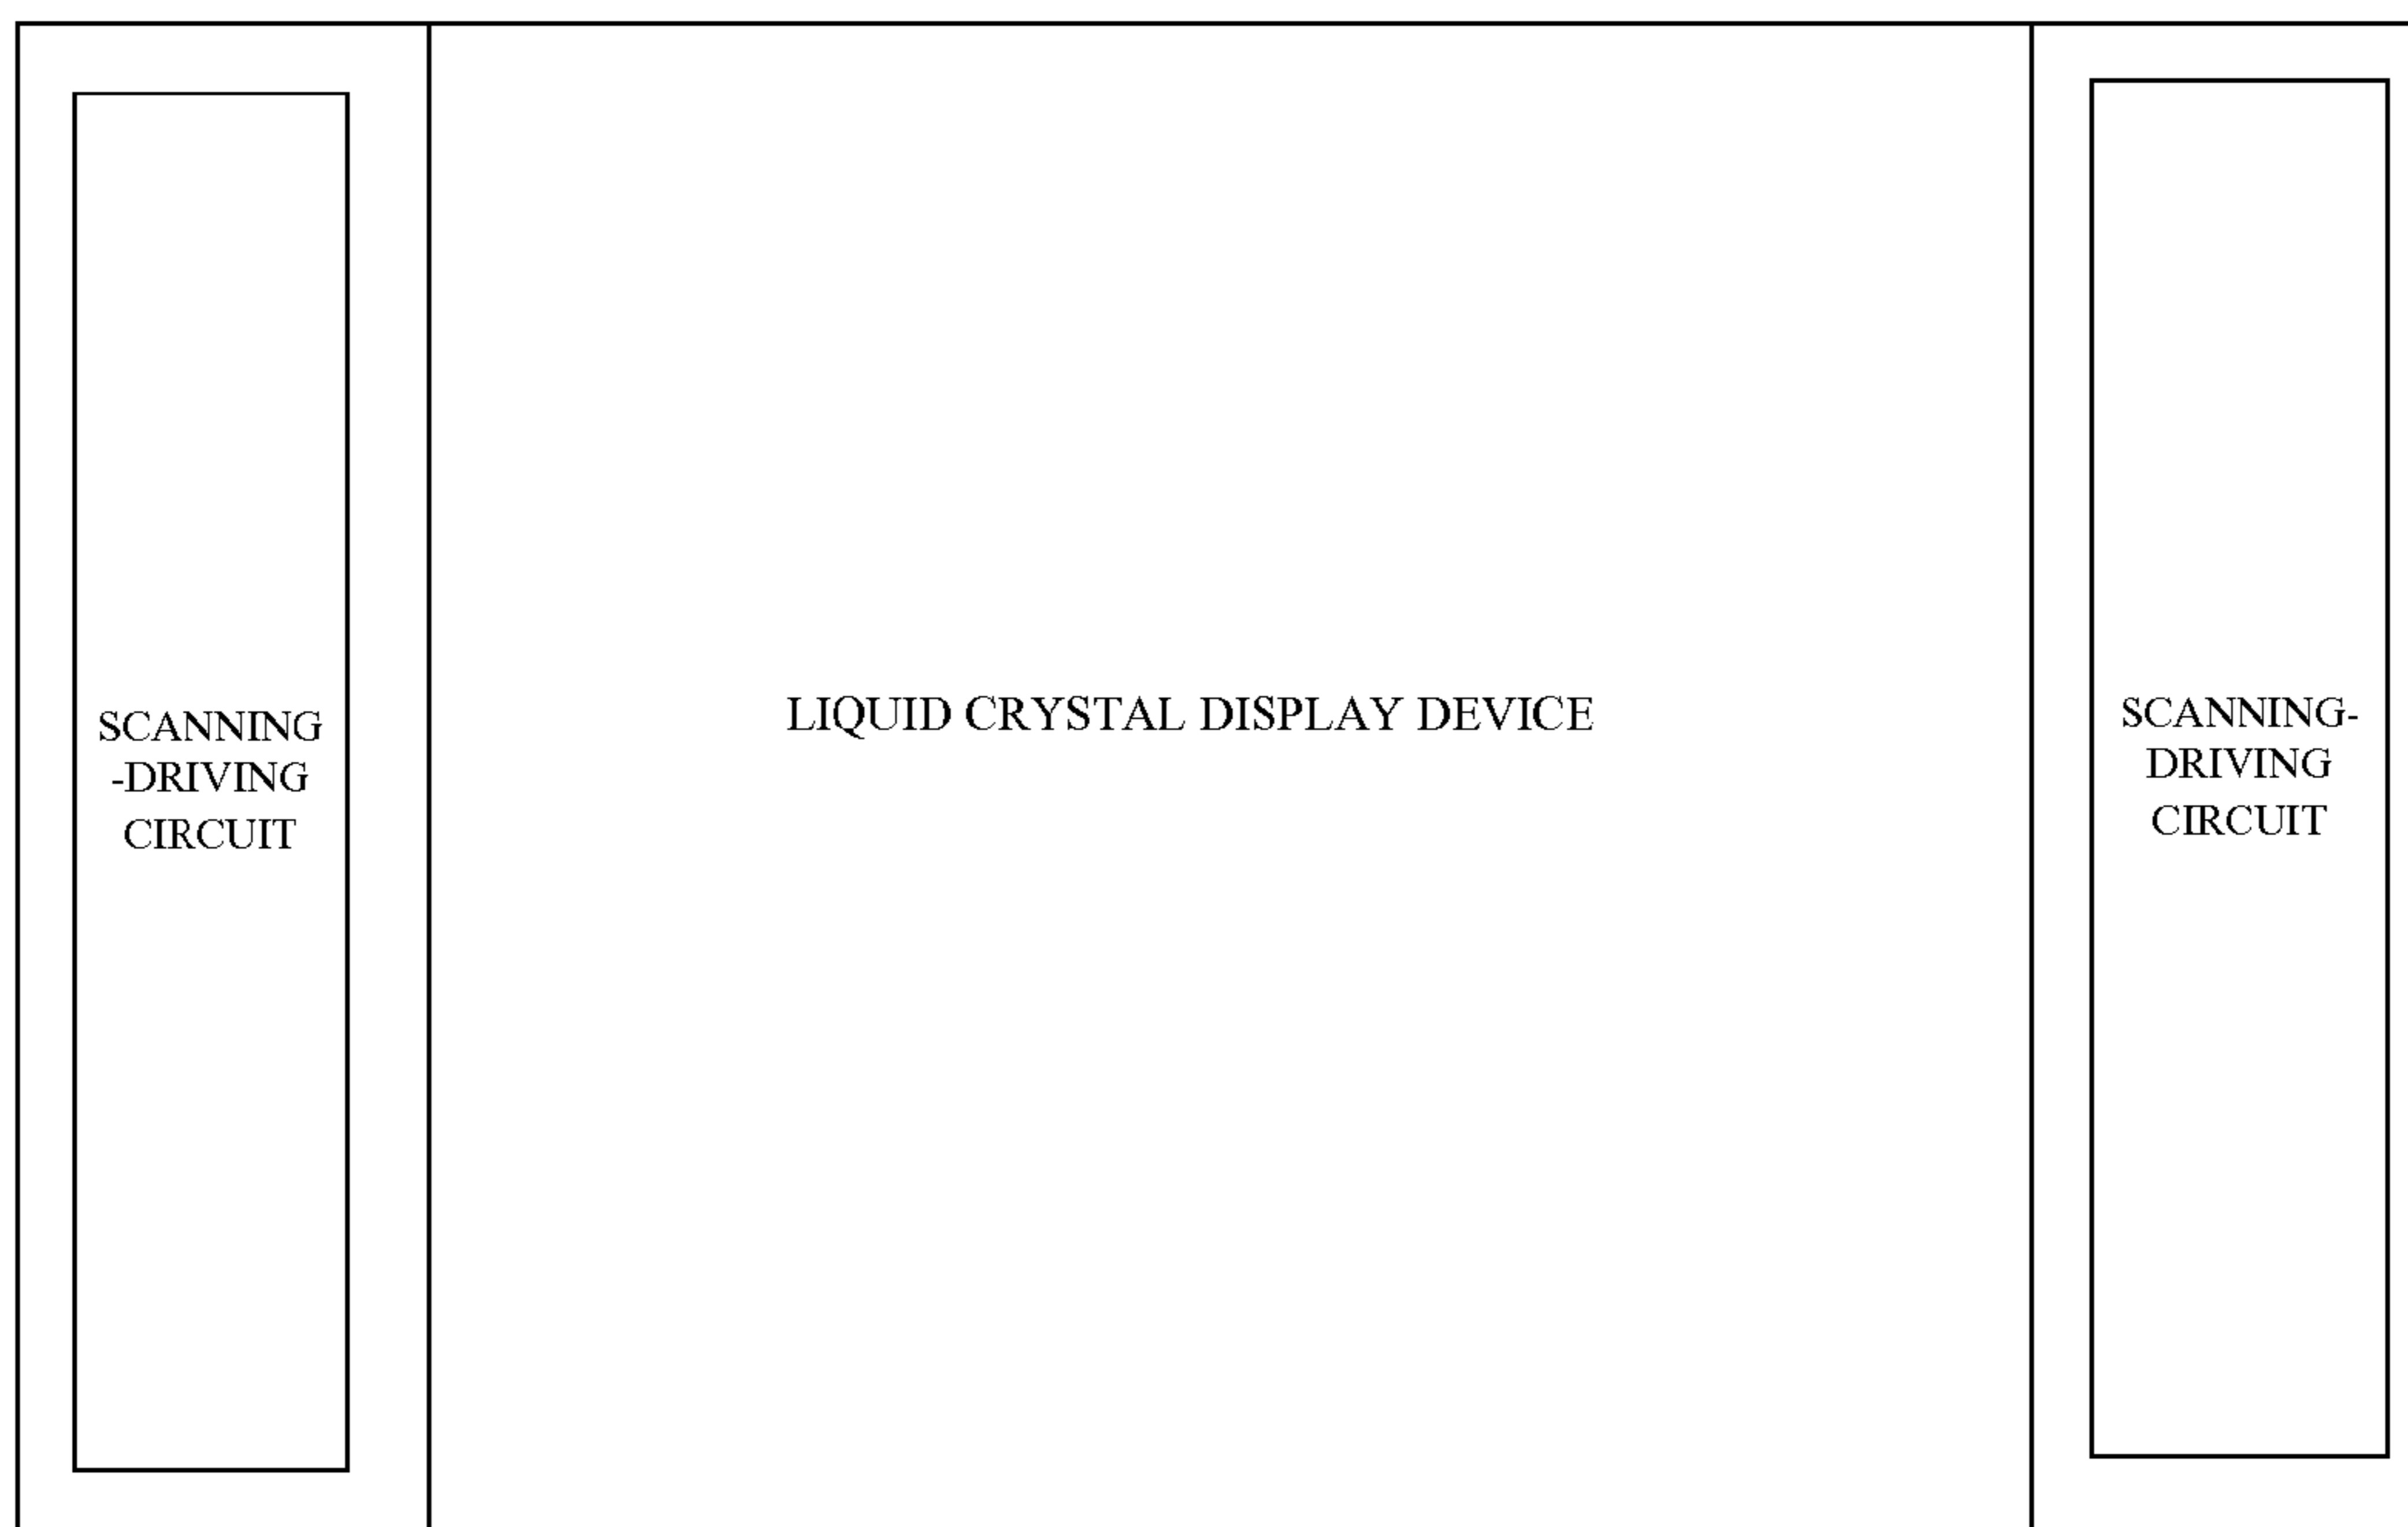 SCANNING
-DRIVING
CIRCUIT
LIQUID CRYSTAL DISPLAY DEVICE
SCANNING-
DRIVING
CIRCUIT